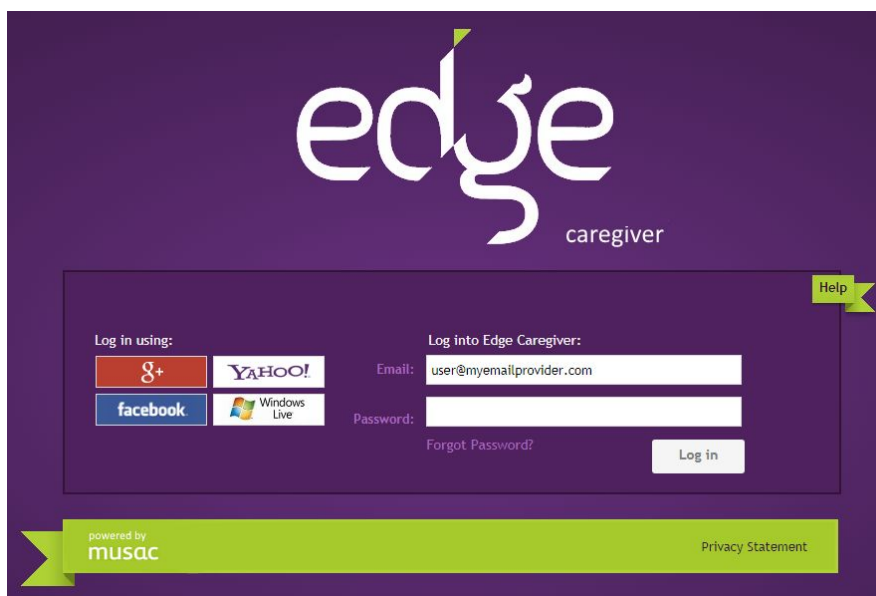 edge
caregiver
Help
Log in using:
g+
YAHOO!
facebook
Windows Live
Log into Edge Caregiver:
Email:
user@myemailprovider.com
Password:
Forgot Password?
Log in
powered by
musac
Privacy Statement